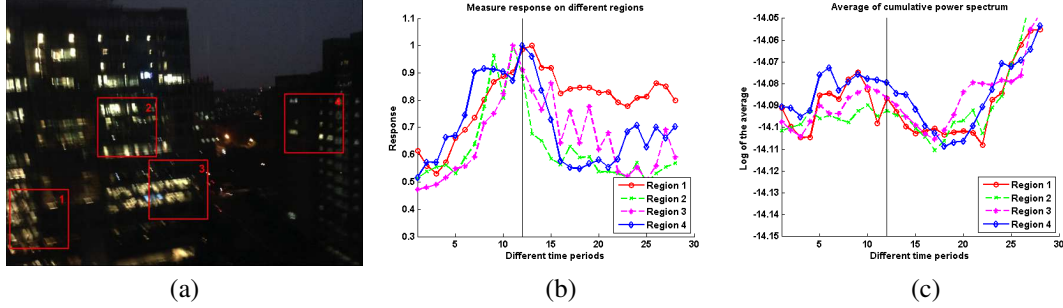 1
2
3
4
(a)
Measure response on different regions
Response
1
0.9
0.8
0.7
0.6
0.5
0.4
0.3
5
10
15
20
25
30
Different time periods
Region 1
Region 2
Region 3
Region 4
(b)
Average of cumulative power spectrum
Log of the average
-14.05
-14.06
-14.07
-14.08
-14.09
-14.1
-14.11
-14.12
-14.13
-14.14
-14.15
5
10
15
20
25
30
Different time periods
Region 1
Region 2
Region 3
Region 4
(c)